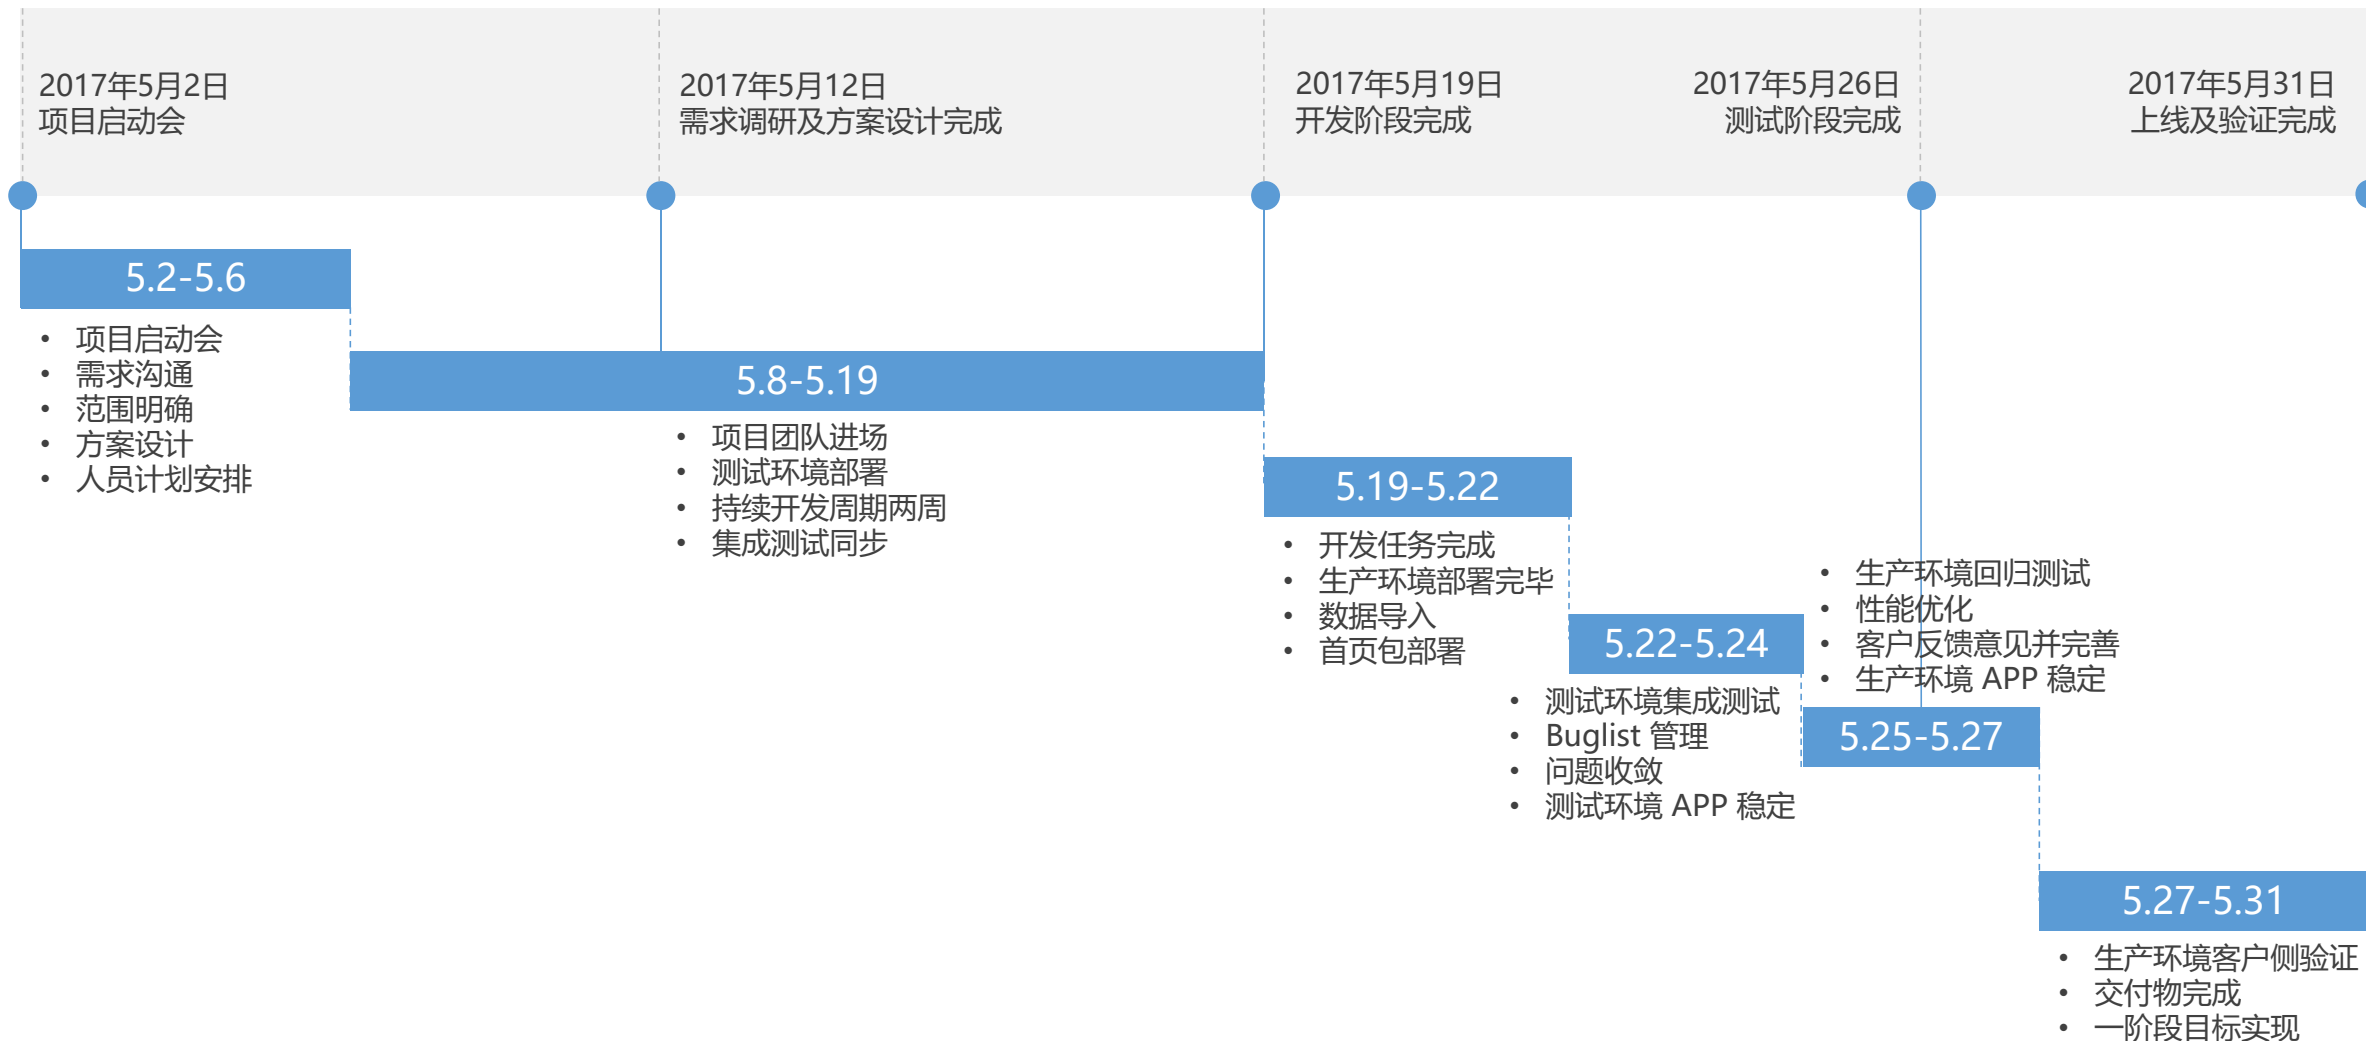 2017年5月2日
项目启动会
2017年5月12日
需求调研及方案设计完成
2017年5月19日
开发阶段完成
2017年5月26日
测试阶段完成
2017年5月31日
上线及验证完成
5.2-5.6
• 项目启动会
• 需求沟通
• 范围明确
• 方案设计
• 人员计划安排
5.8-5.19
• 项目团队进场
• 测试环境部署
• 持续开发周期两周
• 集成测试同步
5.19-5.22
• 开发任务完成
• 生产环境部署完毕
• 数据导入
• 首页包部署
5.22-5.24
• 测试环境集成测试
• Buglist 管理
• 问题收敛
• 测试环境 APP 稳定
• 生产环境回归测试
• 性能优化
• 客户反馈意见并完善
• 生产环境 APP 稳定
5.25-5.27
5.27-5.31
• 生产环境客户侧验证
• 交付物完成
• 一阶段目标实现